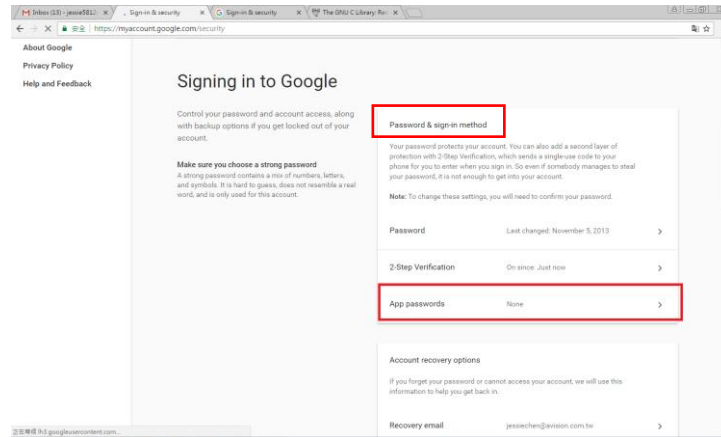 Inbox (13) - jessie5812
Sign-in & security
Sign-in & security
The GNU C Library: Re
安全 | https://myaccount.google.com/security
About Google
Privacy Policy
Help and Feedback
Signing in to Google
Control your password and account access, along
with backup options if you get locked out of your
account.
Make sure you choose a strong password
A strong password contains a mix of numbers, letters,
and symbols. It is hard to guess, does not resemble a real
word, and is only used for this account.
Password & sign-in method
Your password protects your account. You can also add a second layer of
protection with 2-Step Verification, which sends a single-use code to your
phone for you to enter when you sign in. So even if somebody manages to steal
your password, it is not enough to get into your account.
Note: To change these settings, you will need to confirm your password.
Password Last changed: November 5, 2013
2-Step Verification On since: Just now
App passwords None
Account recovery options
If you forget your password or cannot access your account, we will use this
information to help you get back in.
Recovery email jessiechen@avision.com.tw
lh3.googleusercontent.com...